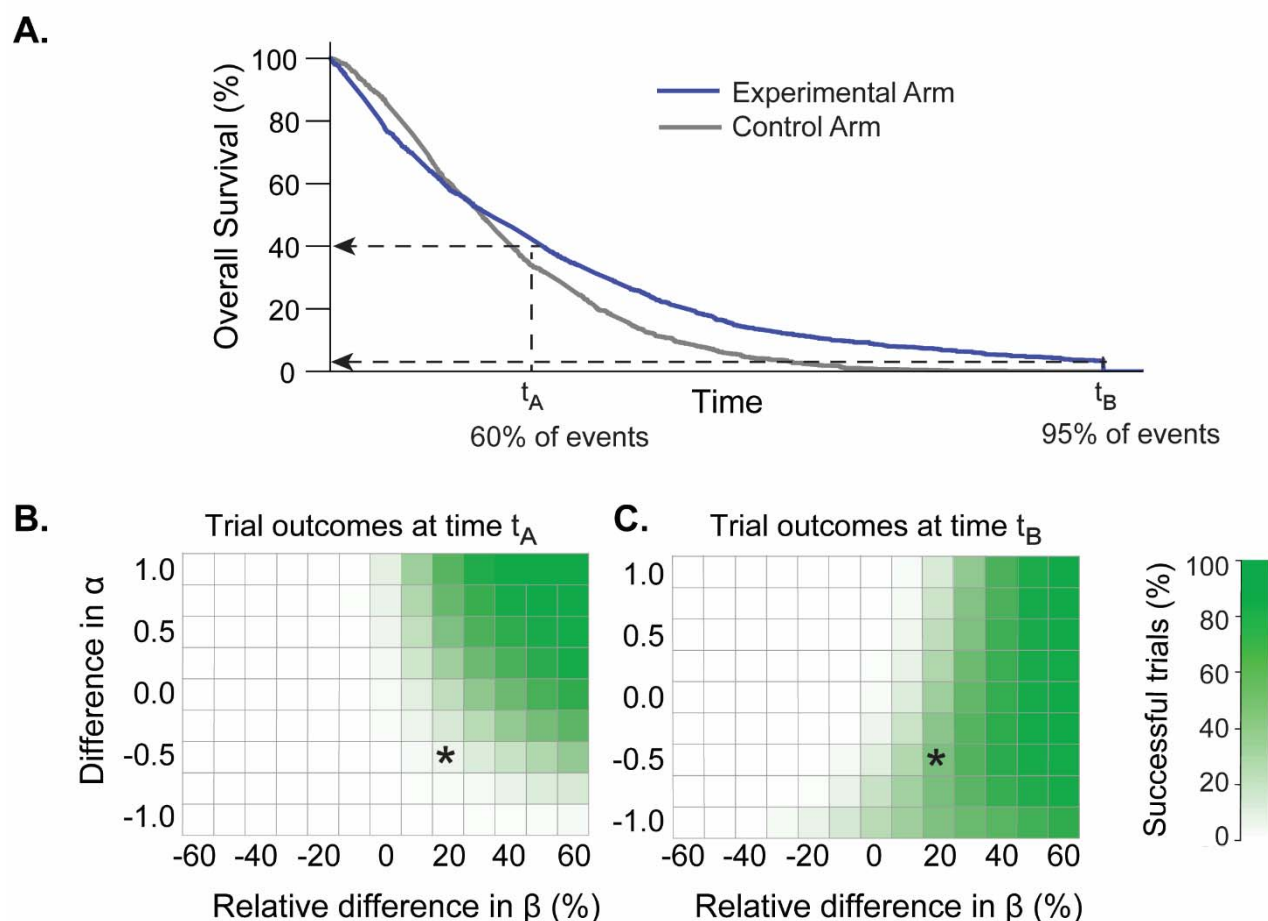 A.
Overall Survival (%)
100
80
60
40
20
0
Experimental Arm
Control Arm
tA
Time
tB
60% of events
95% of events
B.
Trial outcomes at time tA
Difference in α
1.0
0.5
0.0
-0.5
-1.0
*
-60 -40 -20 0 20 40 60
Relative difference in β (%)
C.
Trial outcomes at time tB
1.0
0.5
0.0
-0.5
-1.0
*
-60 -40 -20 0 20 40 60
Relative difference in β (%)
Successful trials (%)
100
80
60
40
20
0